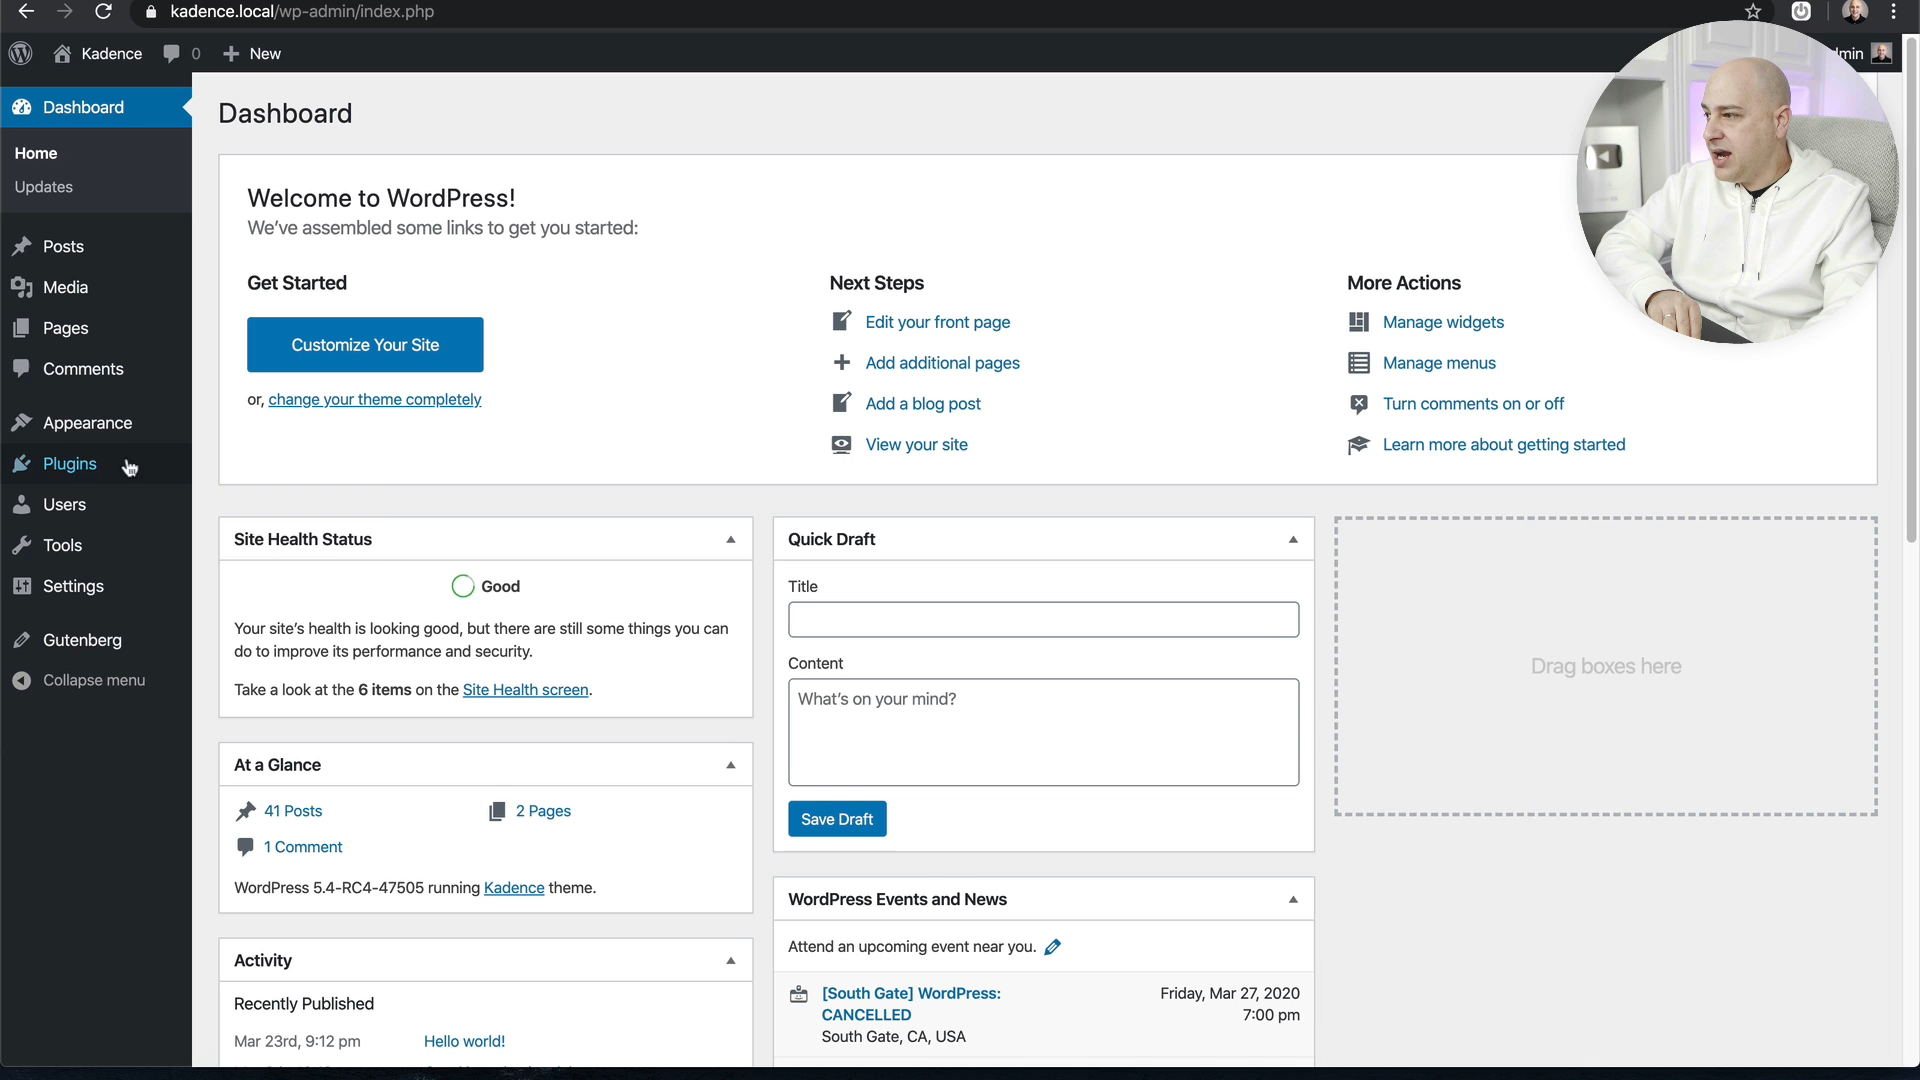 kadence.local/wp-admin/index.php
Kadence
0
New
min
Dashboard
Home
Updates
Posts
Media
Pages
Comments
Appearance
Plugins
Users
Tools
Settings
Gutenberg
Collapse menu
Dashboard
Welcome to WordPress!
We've assembled some links to get you started:
Get Started
Customize Your Site
or, change your theme completely
Next Steps
Edit your front page
Add additional pages
Add a blog post
View your site
More Actions
Manage widgets
Manage menus
Turn comments on or off
Learn more about getting started
Site Health Status
Good
Your site's health is looking good, but there are still some things you can
do to improve its performance and security.
Take a look at the 6 items on the Site Health screen.
At a Glance
41 Posts
2 Pages
1 Comment
WordPress 5.4-RC4-47505 running Kadence theme.
Activity
Recently Published
Mar 23rd, 9:12 pm
Hello world!
Quick Draft
Title
Content
What's on your mind?
Save Draft
WordPress Events and News
Attend an upcoming event near you.
[South Gate] WordPress:
CANCELLED
South Gate, CA, USA
Friday, Mar 27, 2020
7:00 pm
Drag boxes here